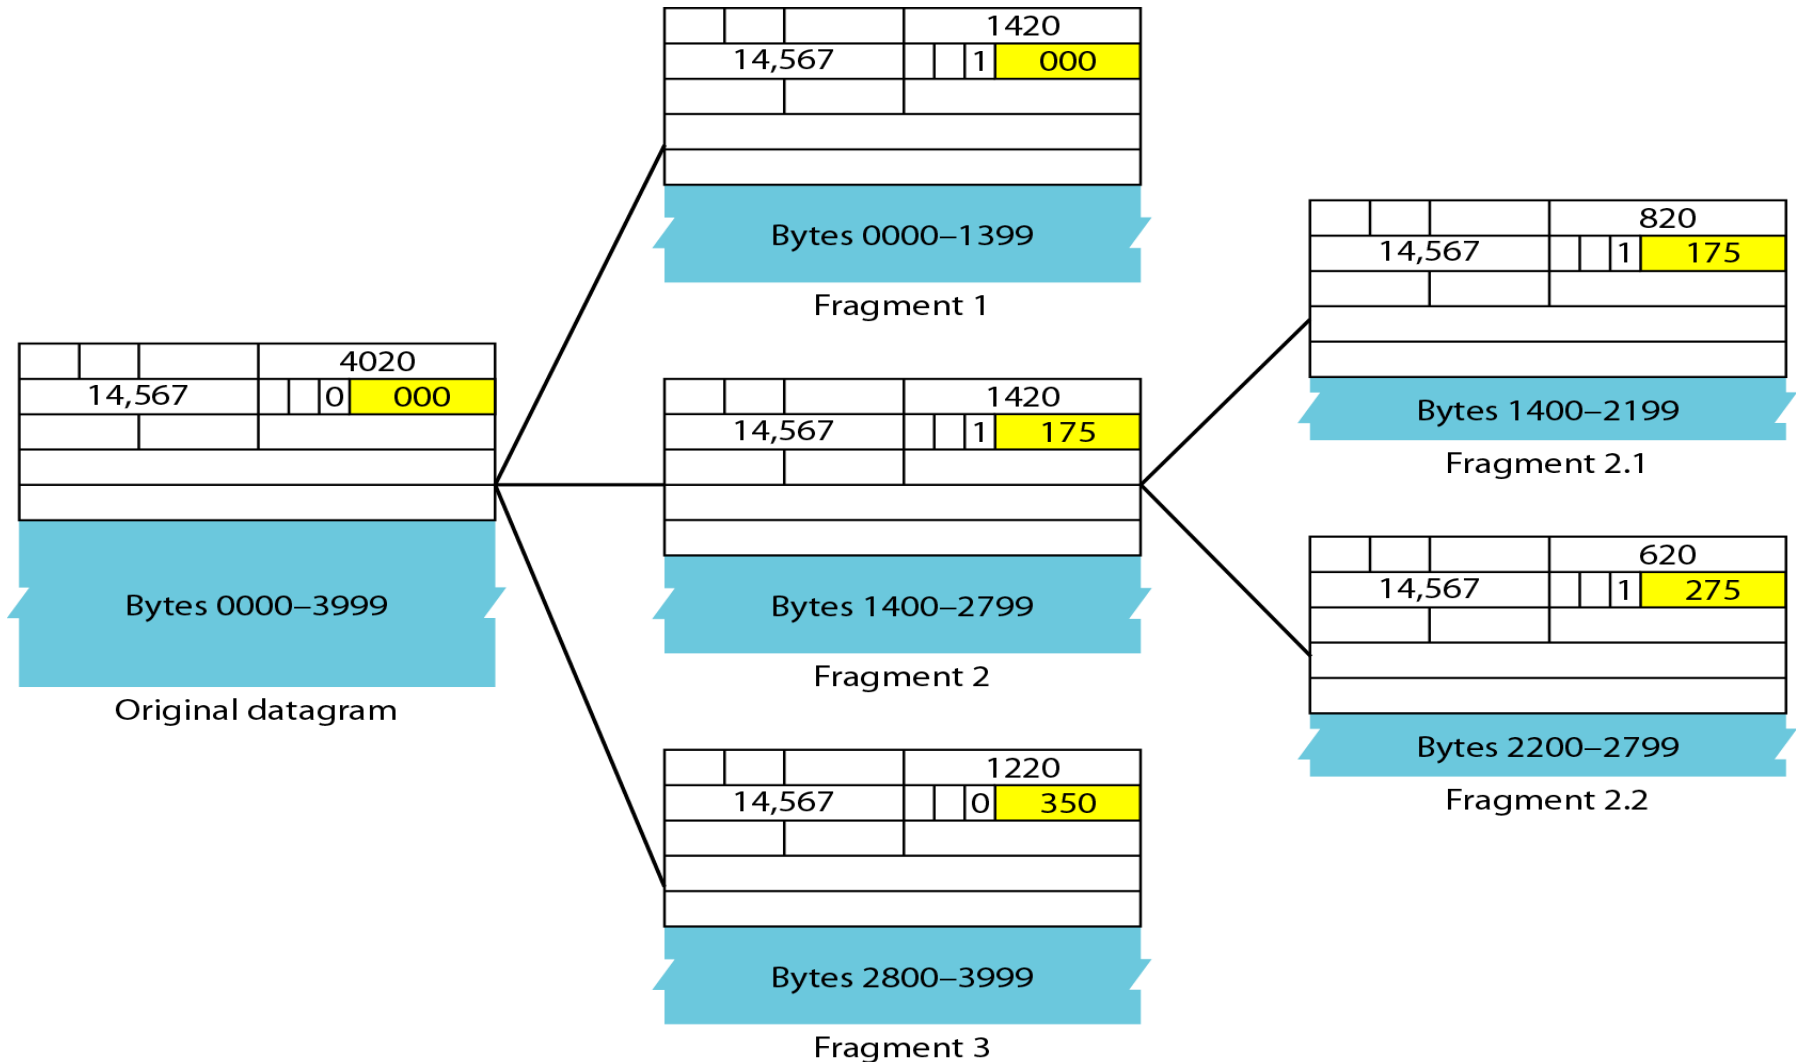 4020
14,567 0 000
Bytes 0000–3999
Original datagram
1420
14,567 1 000
Bytes 0000–1399
Fragment 1
1420
14,567 1 175
Bytes 1400–2799
Fragment 2
1220
14,567 0 350
Bytes 2800–3999
Fragment 3
820
14,567 1 175
Bytes 1400–2199
Fragment 2.1
620
14,567 1 275
Bytes 2200–2799
Fragment 2.2